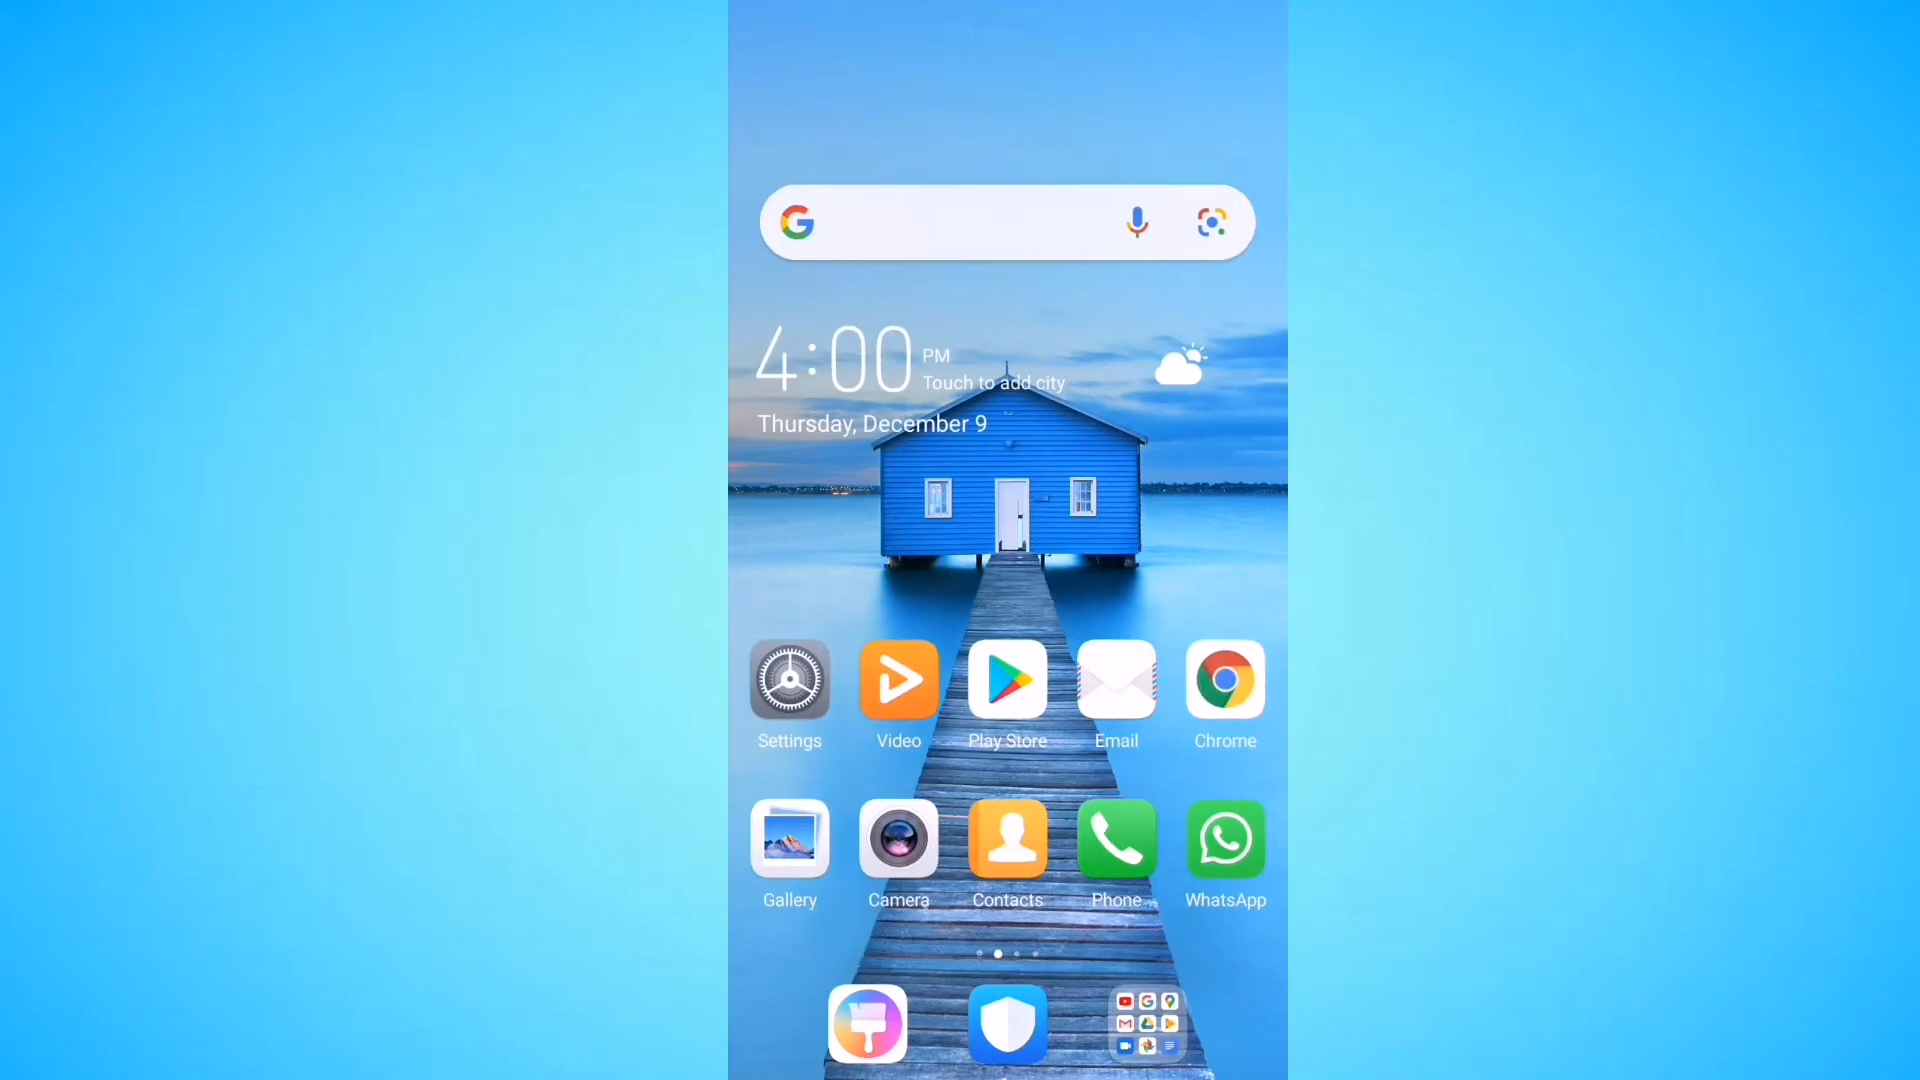 4:00 PM
Touch to add city
Thursday, December 9
Settings
Video
Play Store
Email
Chrome
Gallery
Camera
Contacts
Phone
WhatsApp